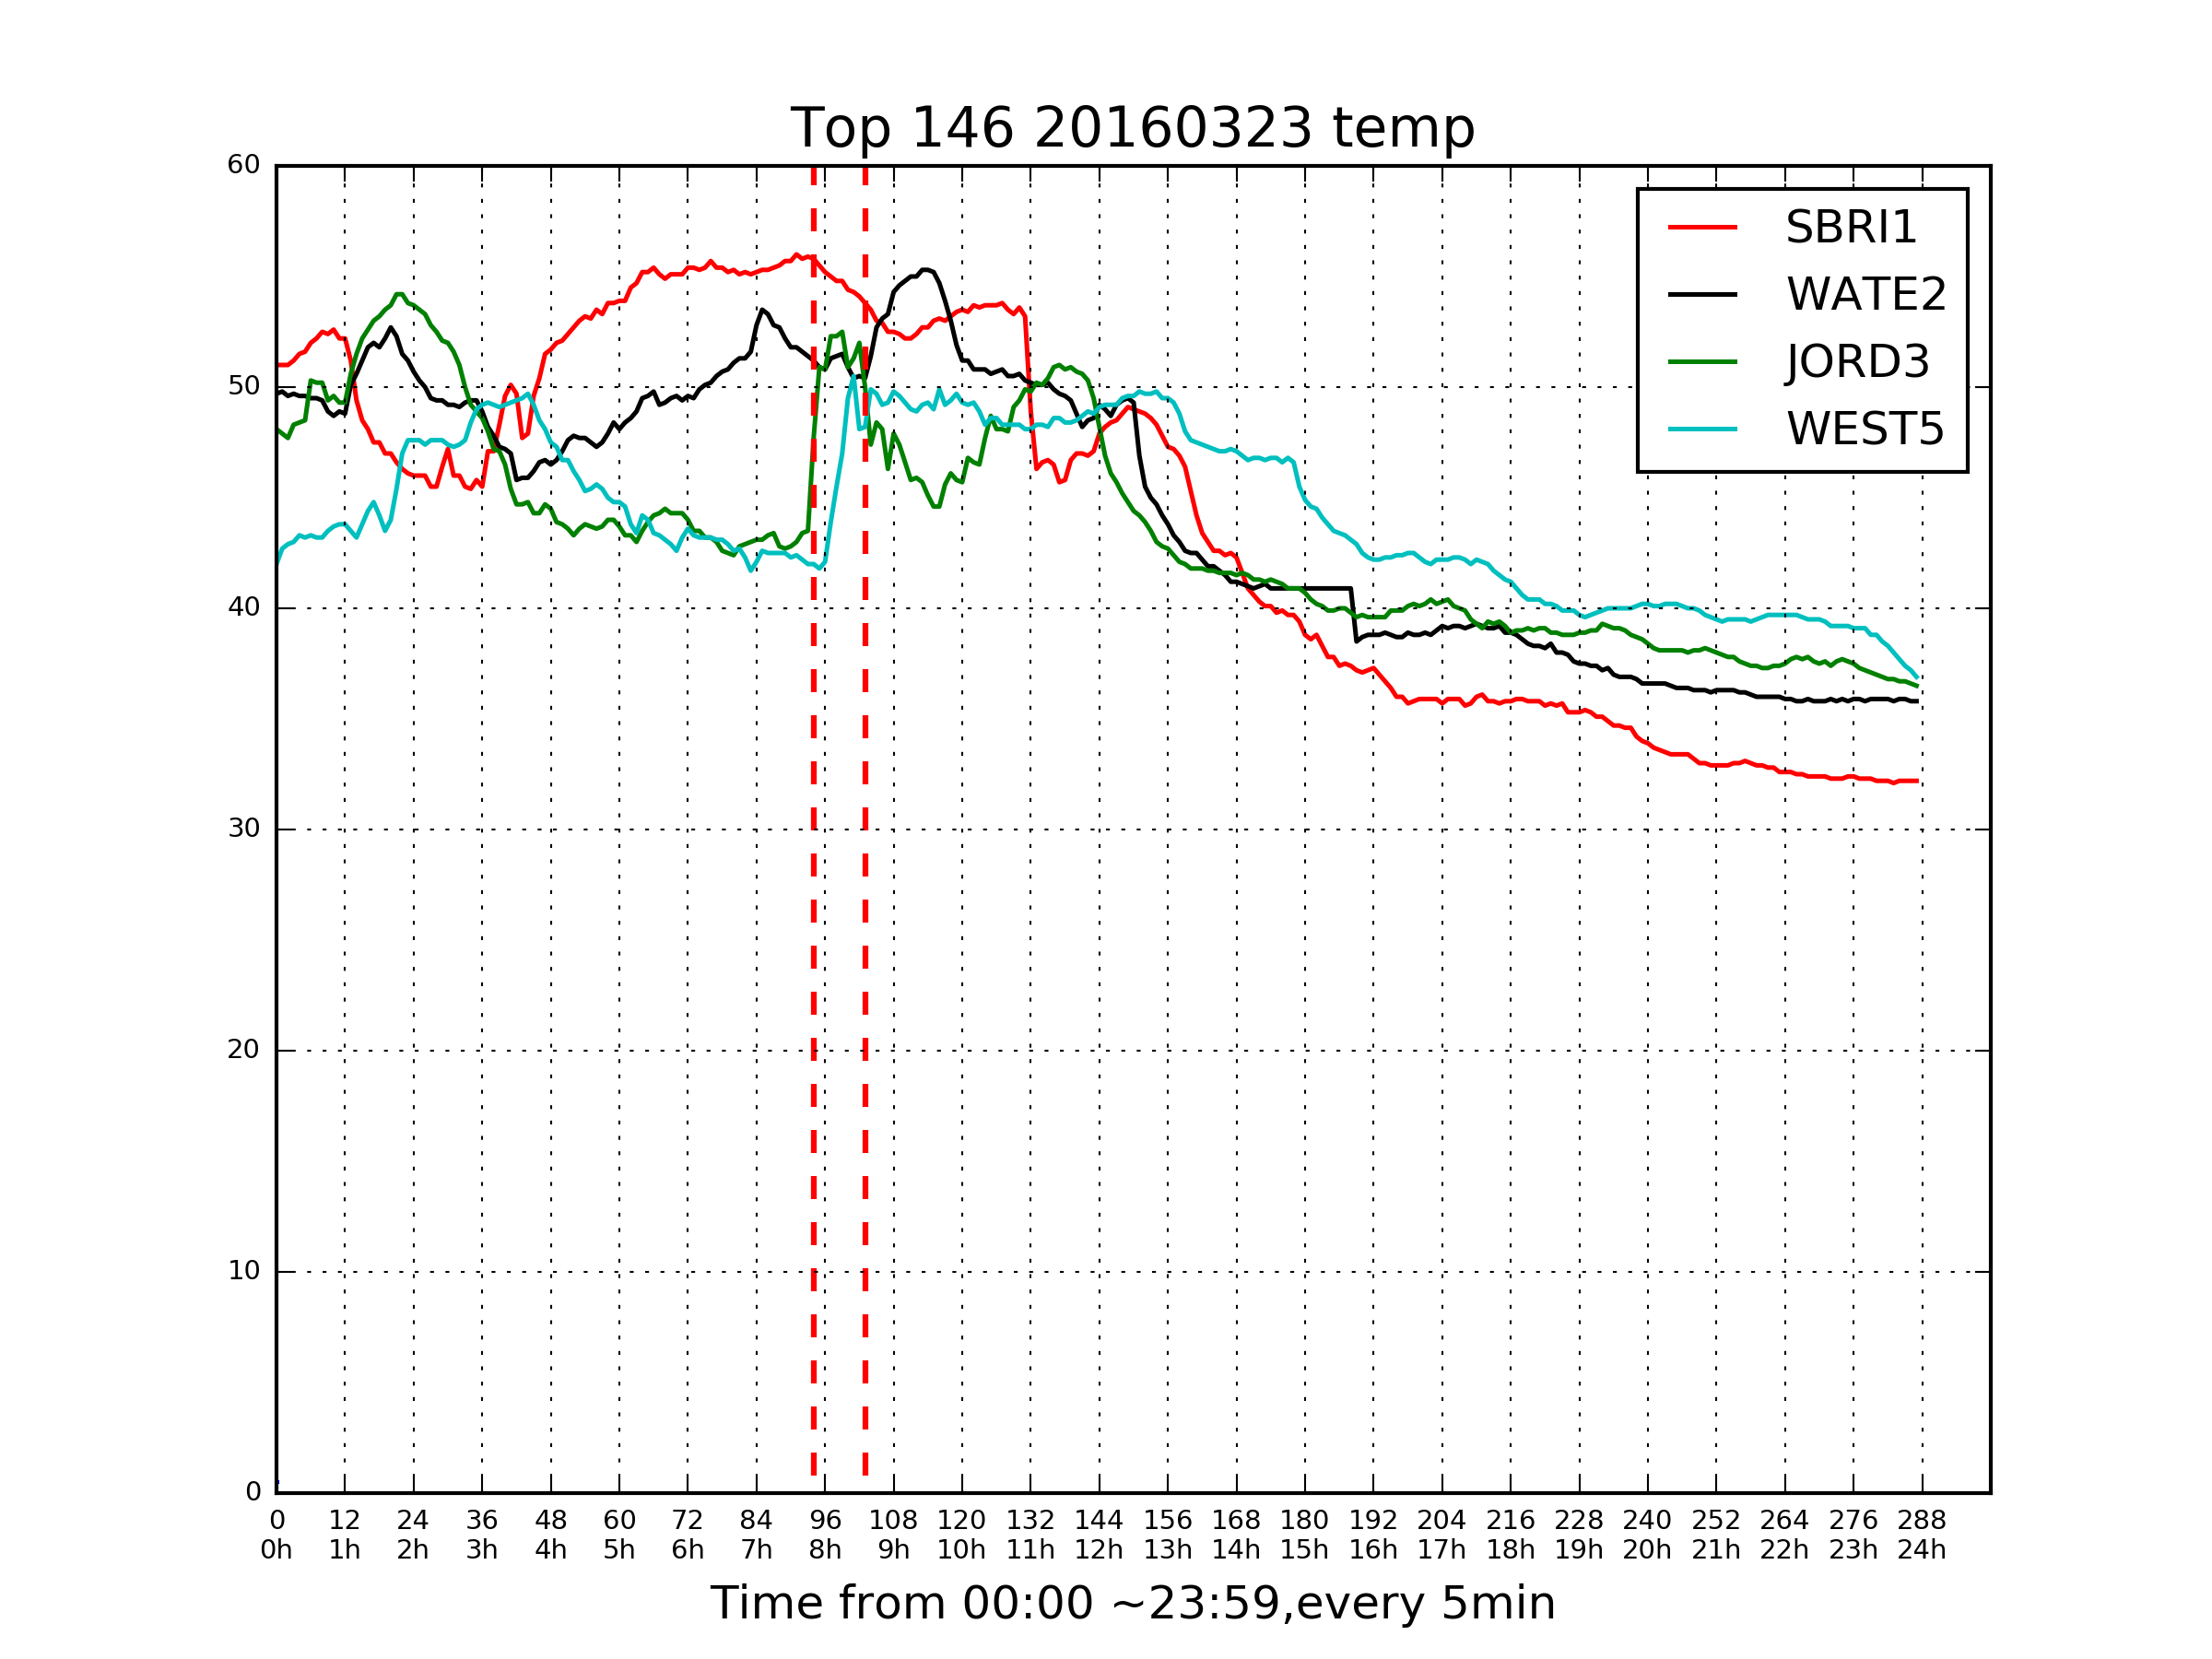 Top 146 20160323 temp
60
50
40
30
20
10
0
SBRI1
WATE2
JORD3
WEST5
0 12 24 36 48 60 72 84 96 108 120 132 144 156 168 180 192 204 216 228 240 252 264 276 288
0h 1h 2h 3h 4h 5h 6h 7h 8h 9h 10h 11h 12h 13h 14h 15h 16h 17h 18h 19h 20h 21h 22h 23h 24h
Time from 00:00 ~23:59,every 5min